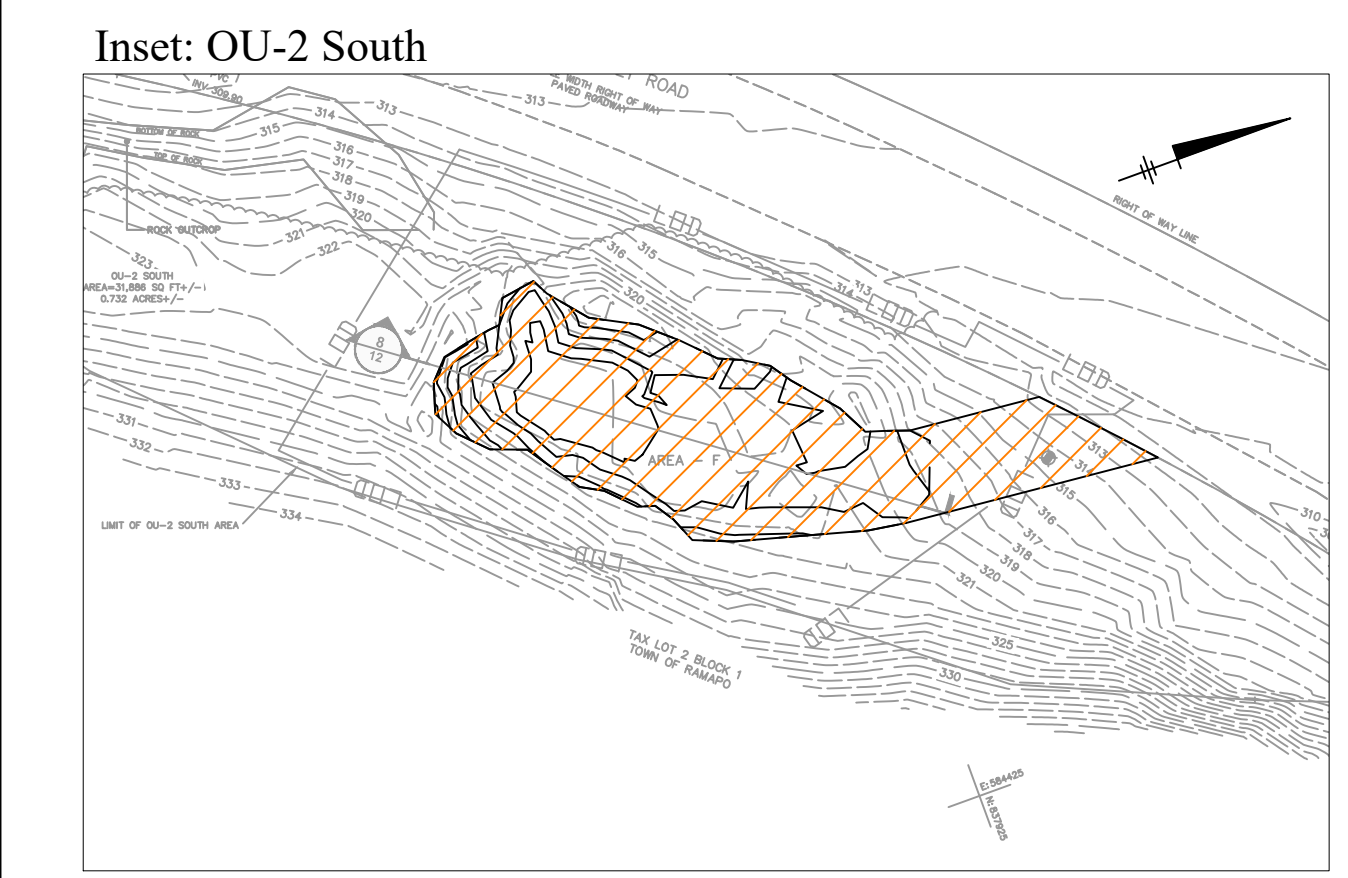 Inset: OU-2 South
INV 309.90
ROAD
WIDTH RIGHT OF WAY
PAVED ROADWAY
313
313
314
315
316
317
318
319
320
321
322
323
BOTTOM OF ROCK
TOP OF ROCK
ROCK OUTCROP
RIGHT OF WAY LINE
OU-2 SOUTH
AREA=31,886 SQ FT+/-
0.732 ACRES+/-
315
316
320
313
314
8
12
331
332
333
334
LIMIT OF OU-2 SOUTH AREA
AREA - F
313
314
315
316
317
318
319
320
321
310
325
330
TAX LOT 2 BLOCK 1
TOWN OF RAMAPO
E: 584425
N: 837925